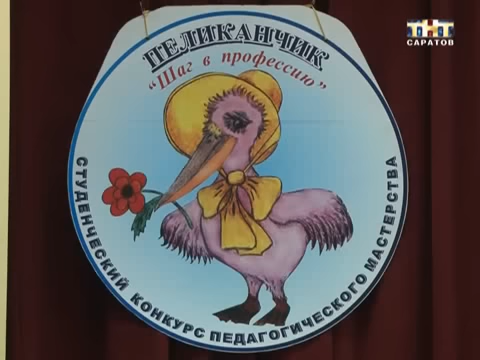 ПЕЛИКАНЧИК
"Шаг в профессию"
СТУДЕНЧЕСКИЙ КОНКУРС ПЕДАГОГИЧЕСКОГО МАСТЕРСТВА
ТНТ
САРАТОВ